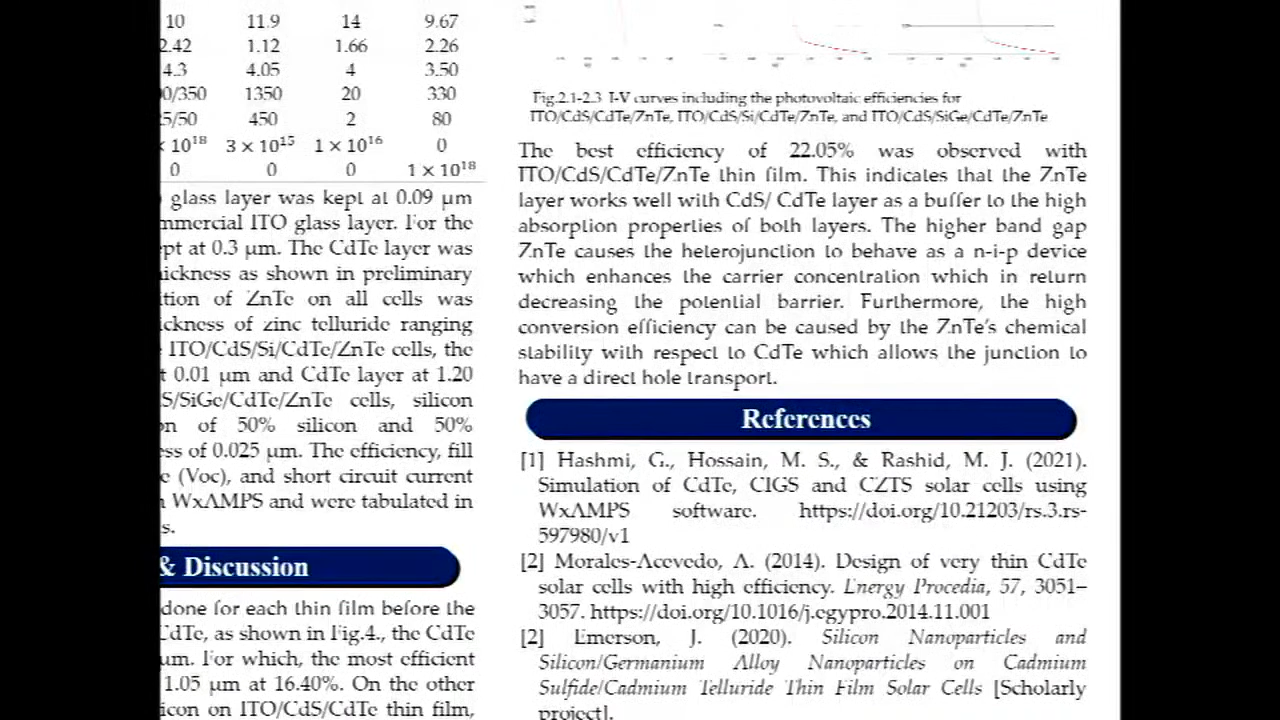 10 11.9 14 9.67
2.42 1.12 1.66 2.26
4.3 4.05 4 3.50
0/350 1350 20 330
5/50 450 2 80
× 10¹⁸ 3 × 10¹⁵ 1 × 10¹⁶ 0
0 0 0 1 × 10¹⁸
glass layer was kept at 0.09 µm
mmercial ITO glass layer. For the
pt at 0.3 µm. The CdTe layer was
ickness as shown in preliminary
ition of ZnTe on all cells was
ickness of zinc telluride ranging
ITO/CdS/Si/CdTe/ZnTe cells, the
t 0.01 µm and CdTe layer at 1.20
S/SiGe/CdTe/ZnTe cells, silicon
n of 50% silicon and 50%
ess of 0.025 µm. The efficiency, fill
e (Voc), and short circuit current
WxAMPS and were tabulated in
s.
& Discussion
done for each thin film before the
CdTe, as shown in Fig.4., the CdTe
µm. For which, the most efficient
1.05 µm at 16.40%. On the other
icon on ITO/CdS/CdTe thin film,
Fig.2.1-2.3 I-V curves including the photovoltaic efficiencies for
ITO/CdS/CdTe/ZnTe, ITO/CdS/Si/CdTe/ZnTe, and ITO/CdS/SiGe/CdTe/ZnTe
The best efficiency of 22.05% was observed with
ITO/CdS/CdTe/ZnTe thin film. This indicates that the ZnTe
layer works well with CdS/ CdTe layer as a buffer to the high
absorption properties of both layers. The higher band gap
ZnTe causes the heterojunction to behave as a n-i-p device
which enhances the carrier concentration which in return
decreasing the potential barrier. Furthermore, the high
conversion efficiency can be caused by the ZnTe's chemical
stability with respect to CdTe which allows the junction to
have a direct hole transport.
References
[1] Hashmi, G., Hossain, M. S., & Rashid, M. J. (2021).
Simulation of CdTe, CIGS and CZTS solar cells using
WxAMPS software. https://doi.org/10.21203/rs.3.rs-
597980/v1
[2] Morales-Acevedo, A. (2014). Design of very thin CdTe
solar cells with high efficiency. Energy Procedia, 57, 3051–
3057. https://doi.org/10.1016/j.egypro.2014.11.001
[2] Emerson, J. (2020). Silicon Nanoparticles and
Silicon/Germanium Alloy Nanoparticles on Cadmium
Sulfide/Cadmium Telluride Thin Film Solar Cells [Scholarly
project].